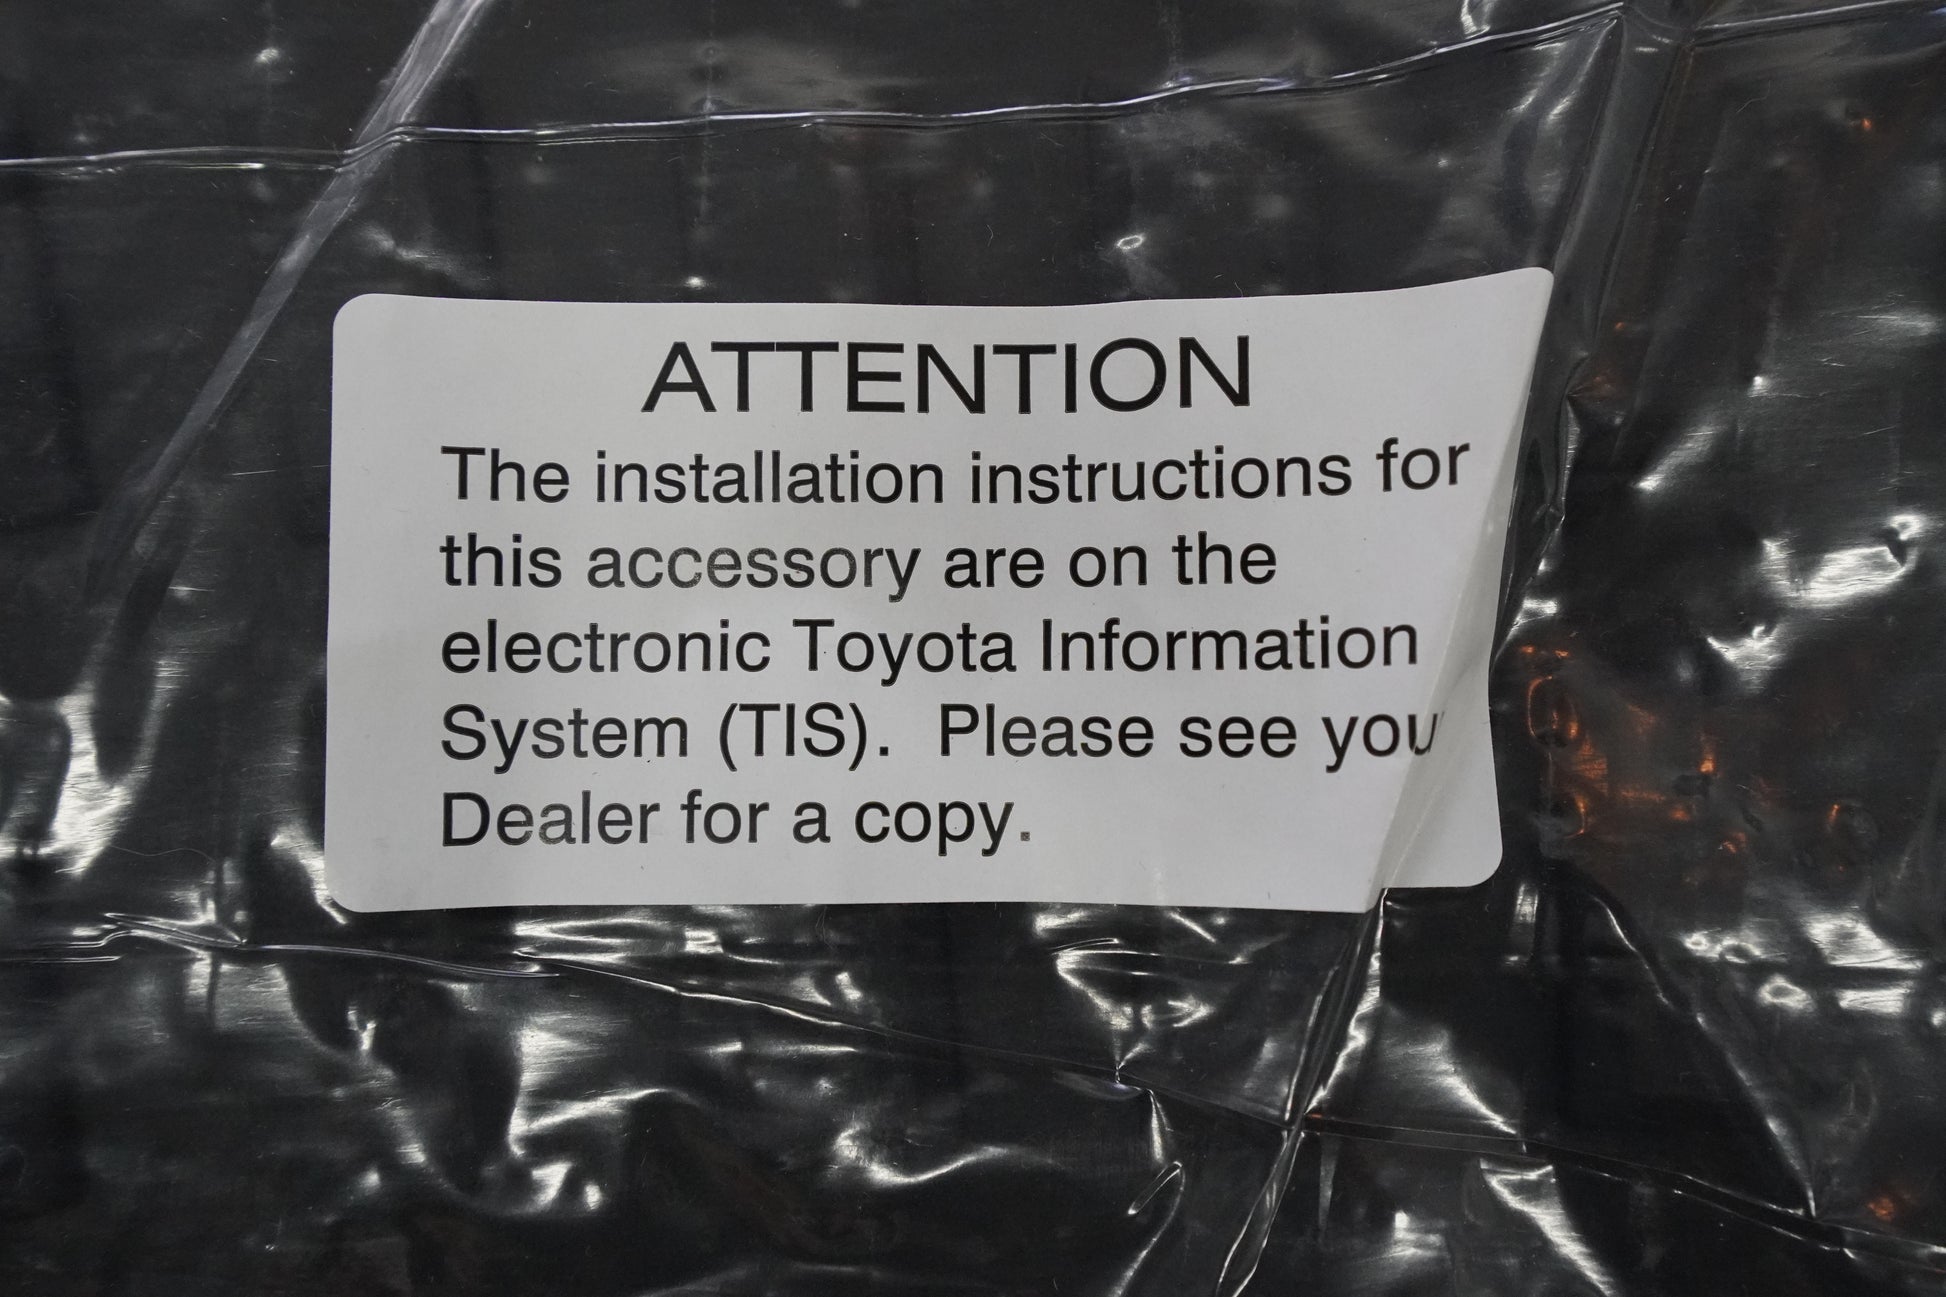 ATTENTION
The installation instructions for
this accessory are on the
electronic Toyota Information
System (TIS).  Please see you
Dealer for a copy.